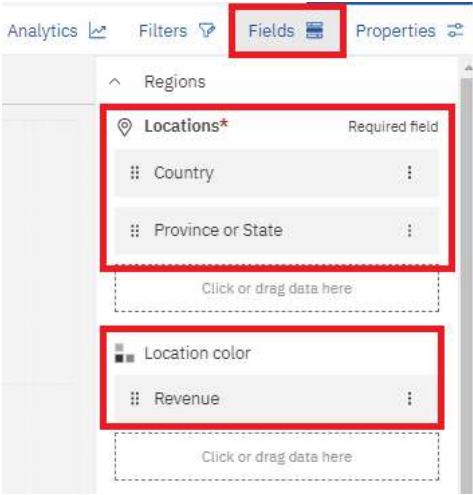 Analytics Filters Fields Properties
Regions
Locations* Required field
Country
Province or State
Click or drag data here
Location color
Revenue
Click or drag data here